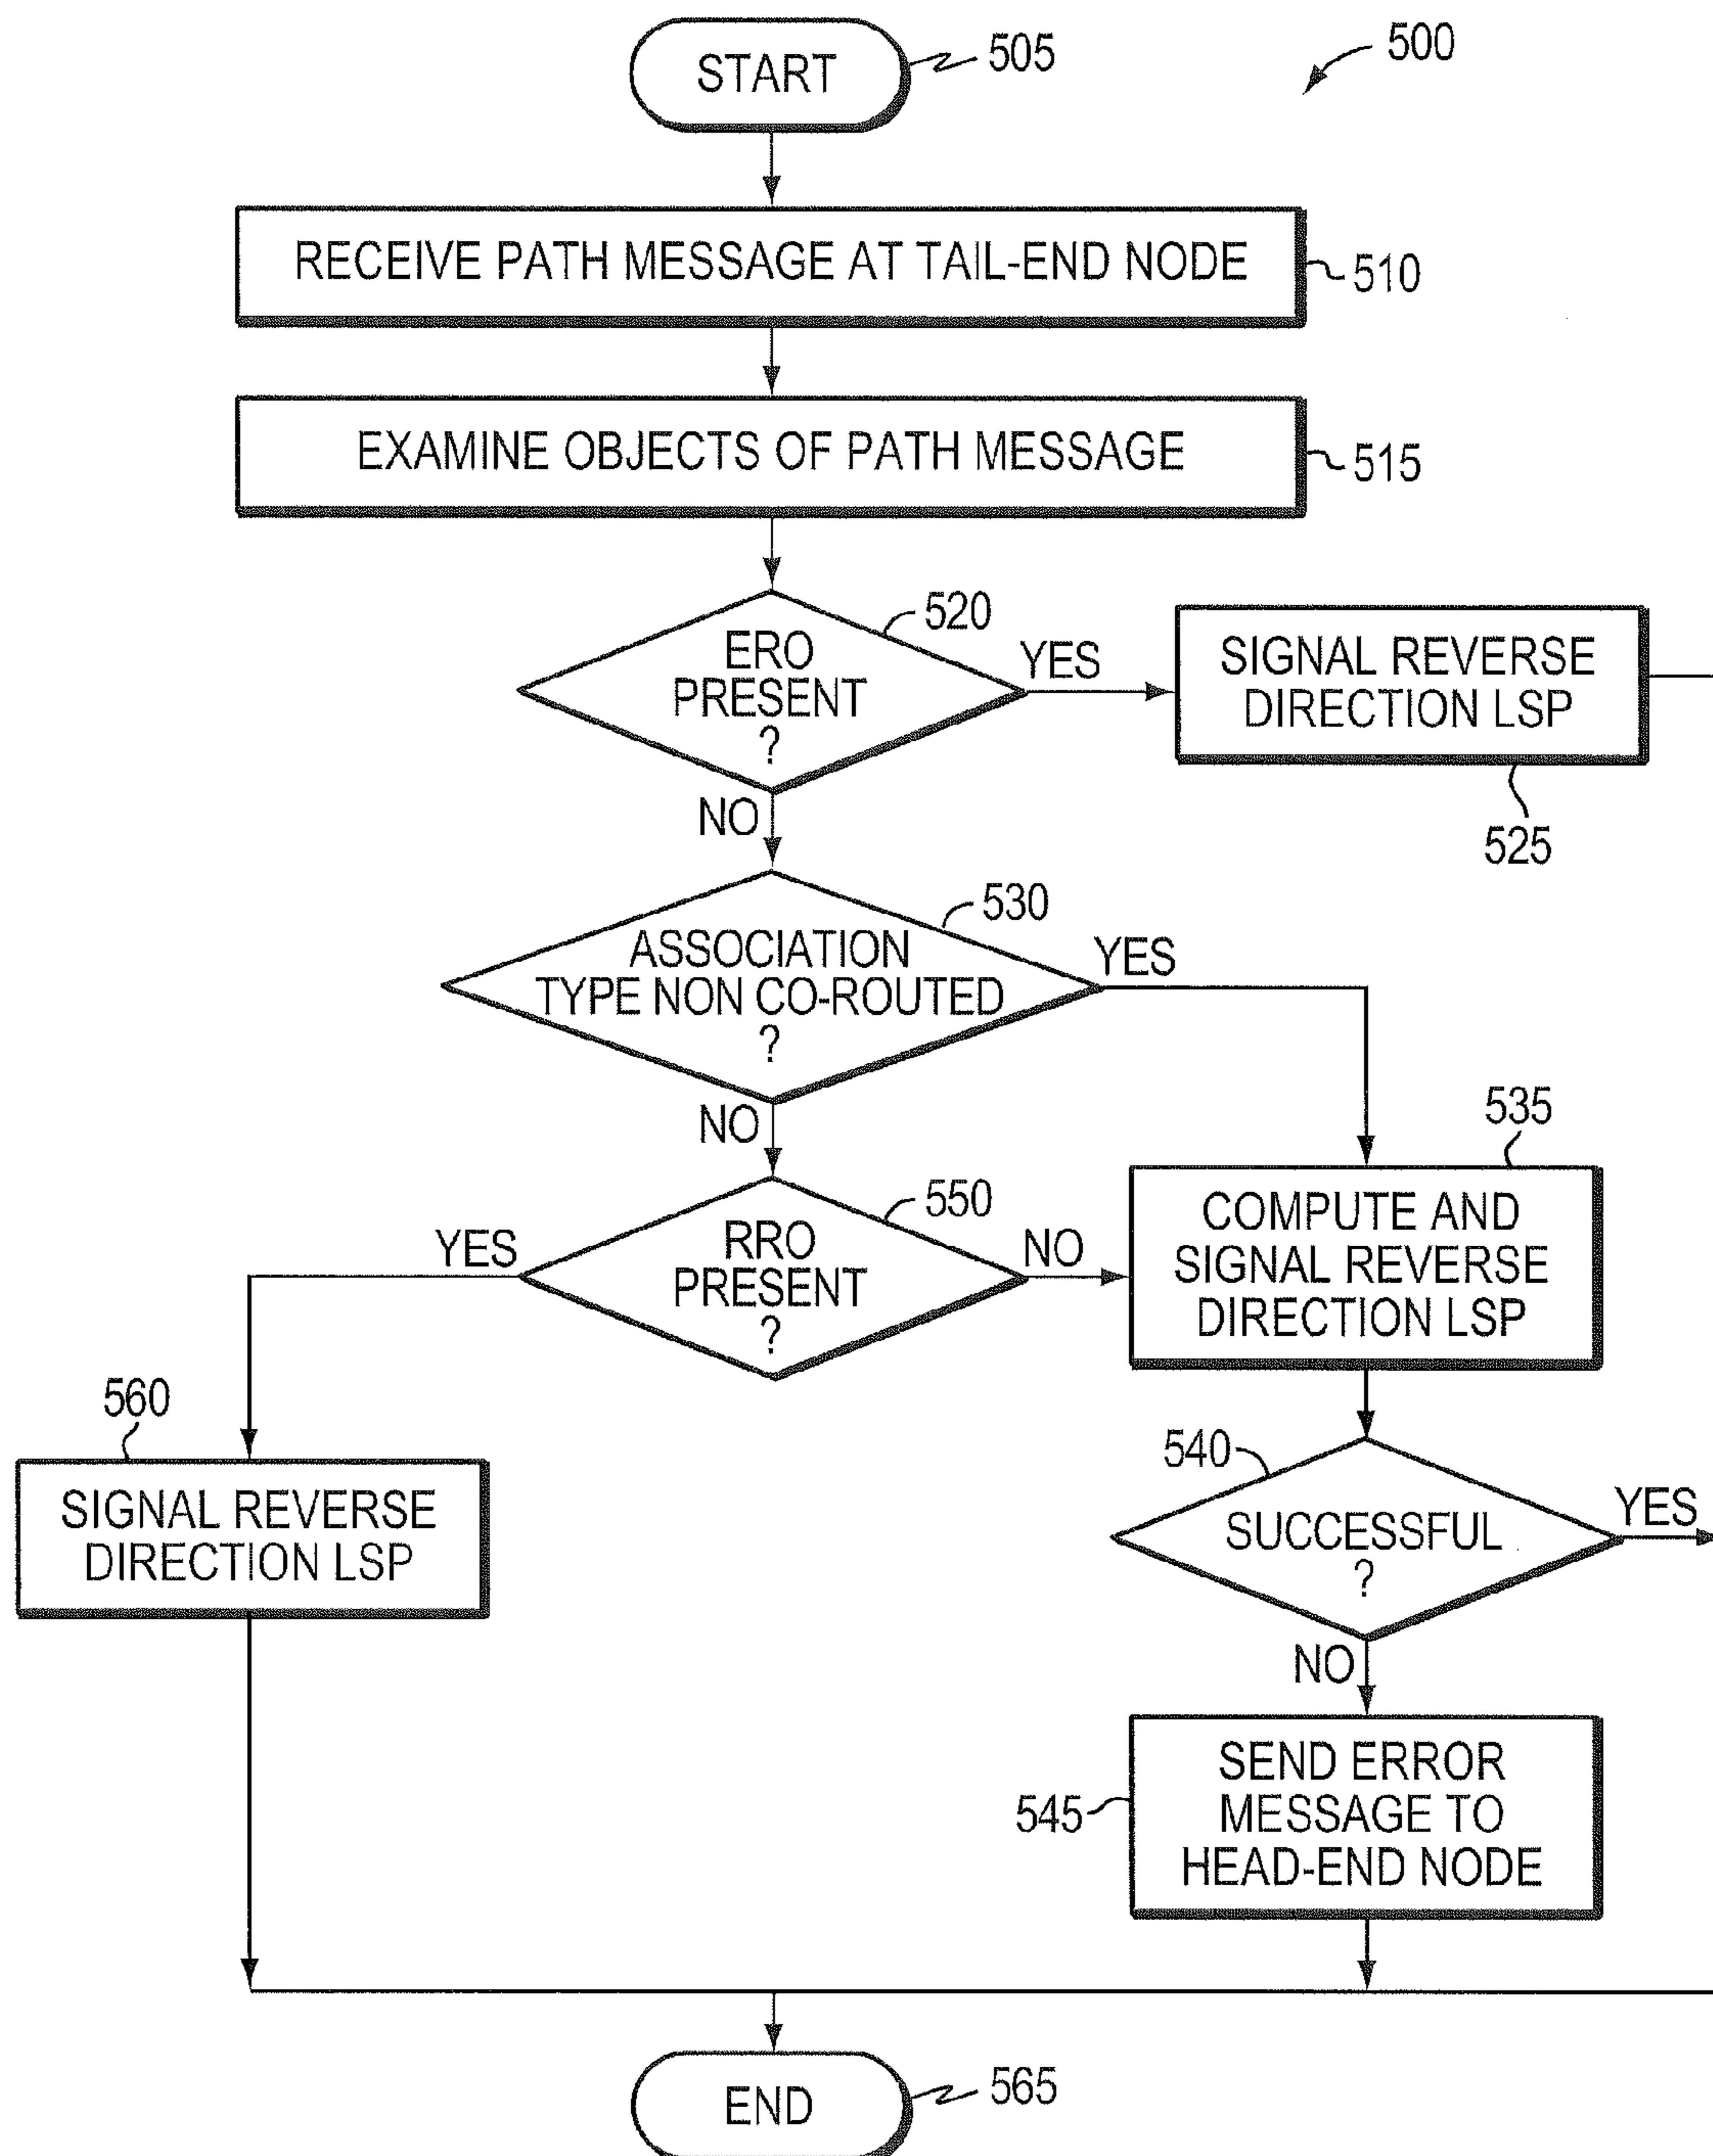 500
START
505
RECEIVE PATH MESSAGE AT TAIL-END NODE
510
EXAMINE OBJECTS OF PATH MESSAGE
515
520
ERO
PRESENT
?
YES
SIGNAL REVERSE
DIRECTION LSP
525
NO
530
ASSOCIATION
TYPE NON CO-ROUTED
?
YES
NO
535
COMPUTE AND
SIGNAL REVERSE
DIRECTION LSP
550
RRO
PRESENT
?
YES
NO
560
SIGNAL REVERSE
DIRECTION LSP
540
SUCCESSFUL
?
YES
NO
545
SEND ERROR
MESSAGE TO
HEAD-END NODE
END
565